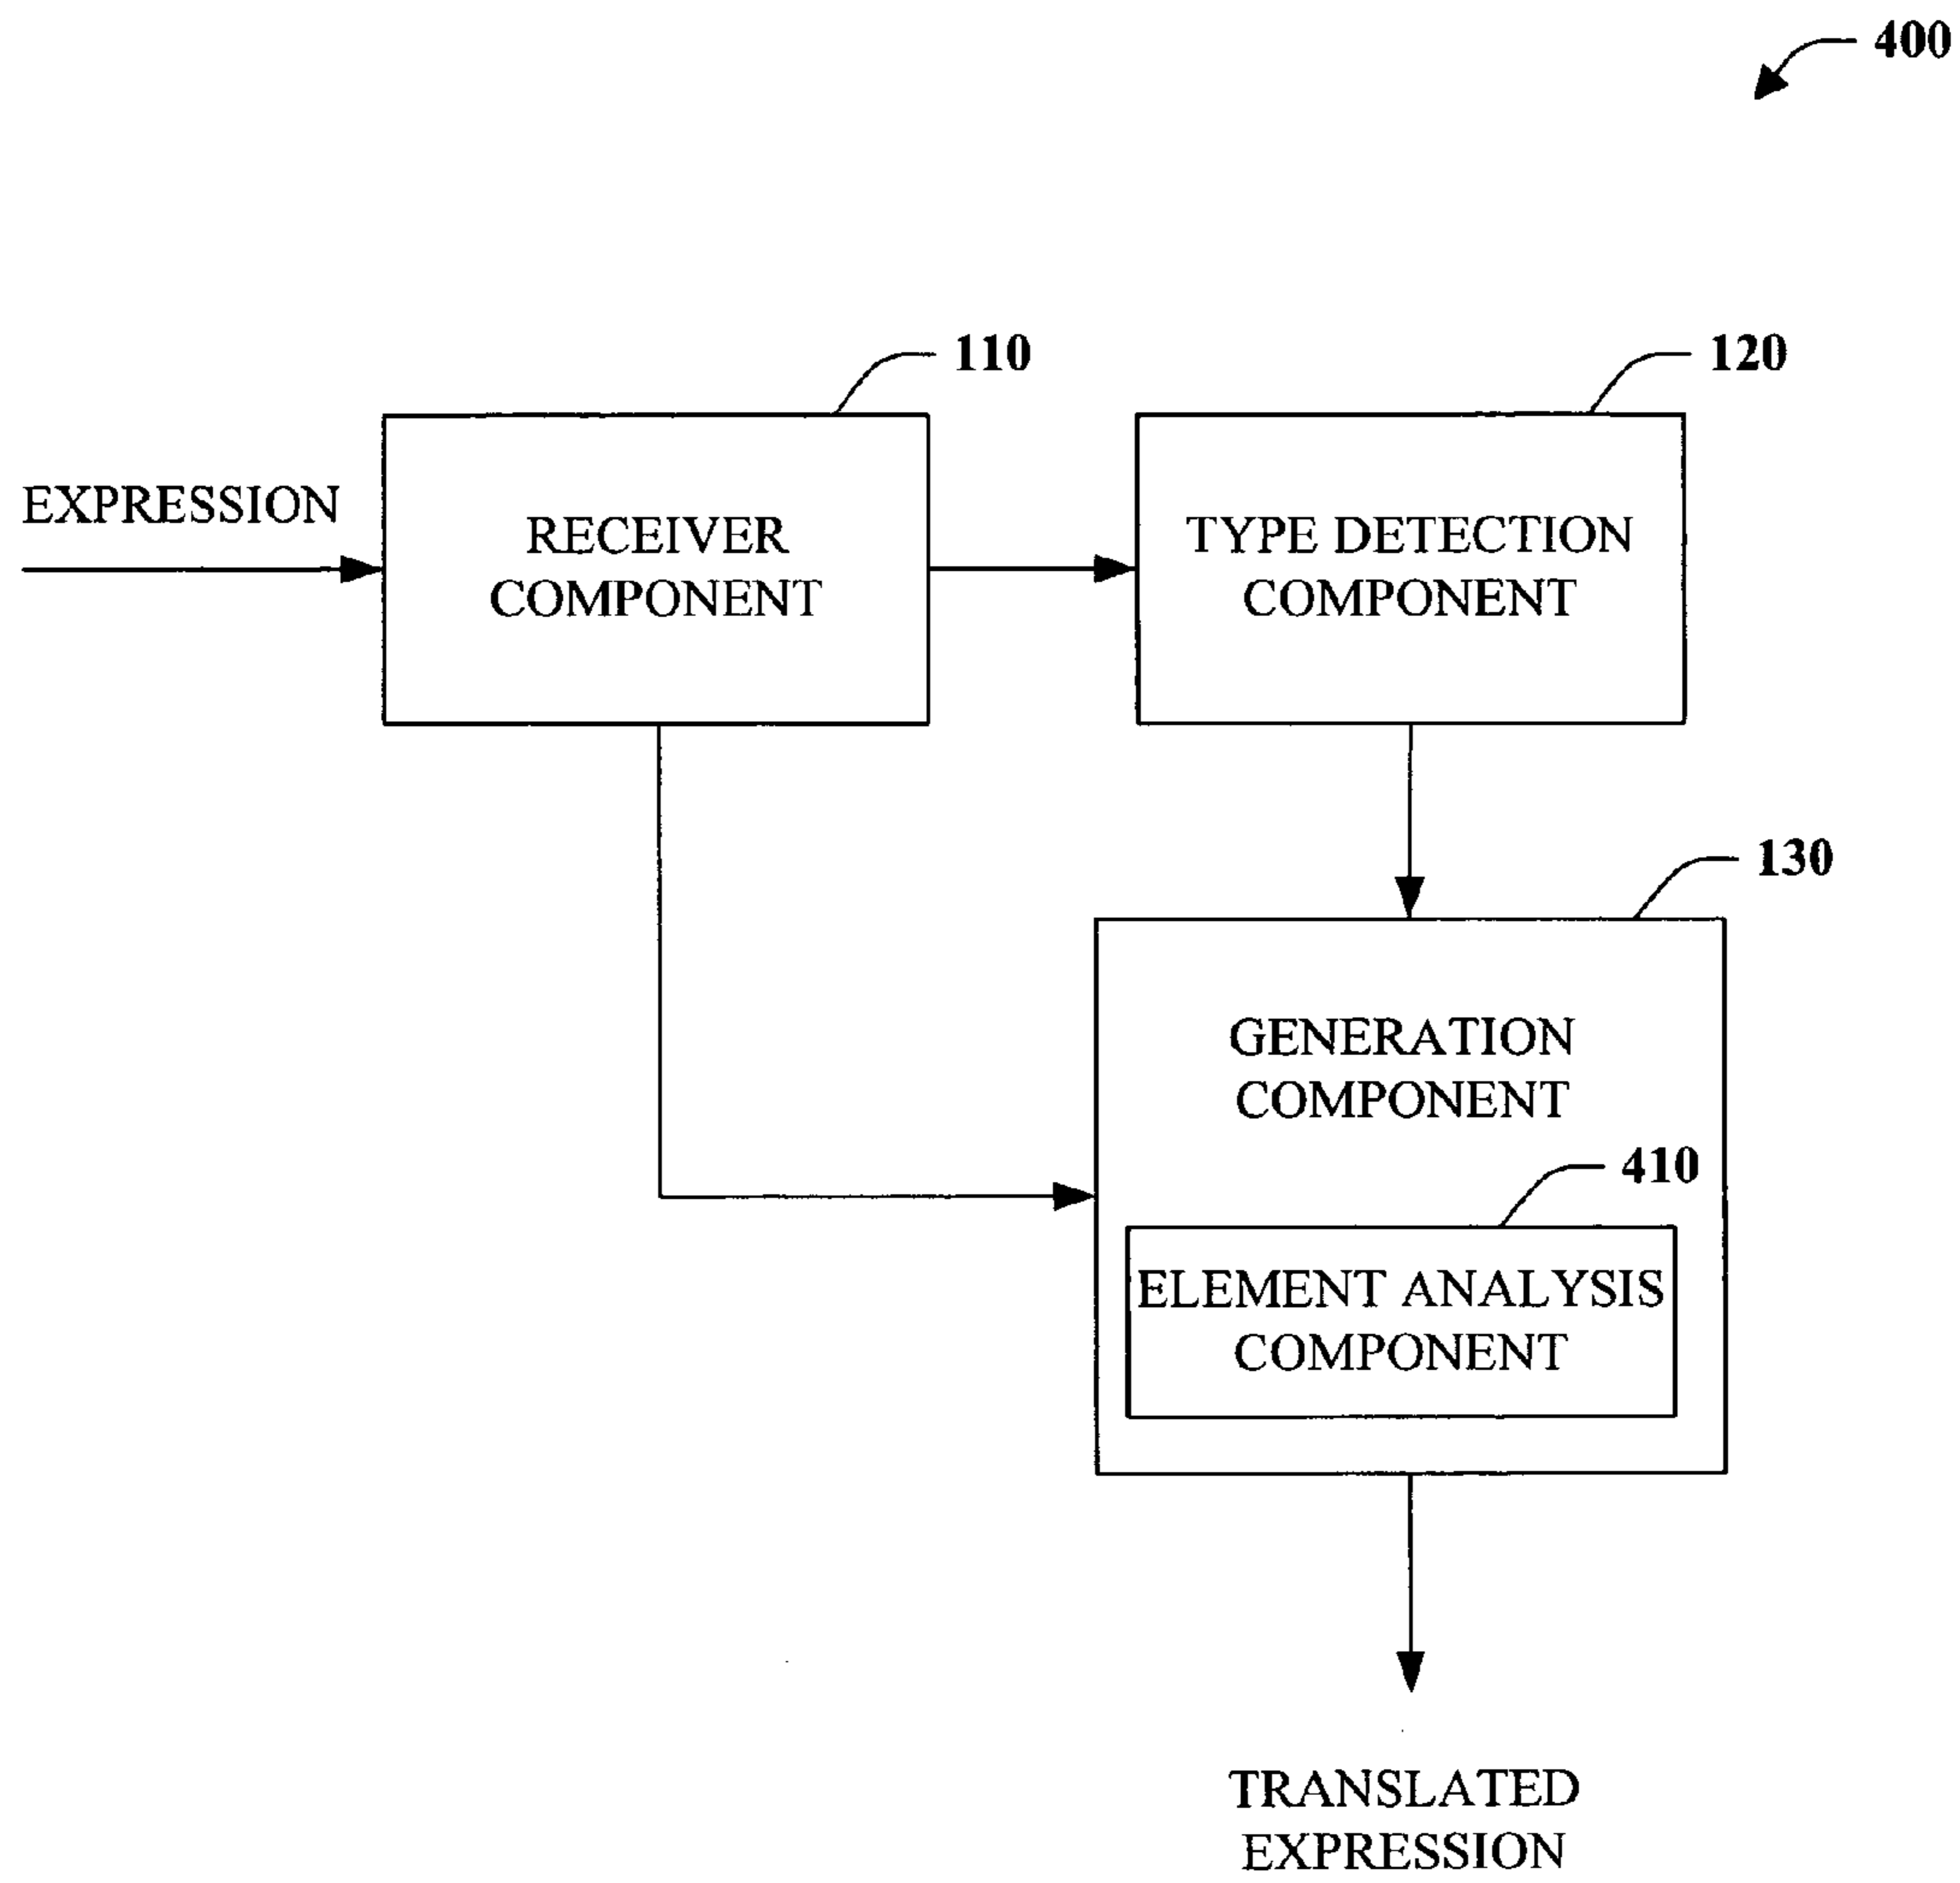 400
110
120
EXPRESSION
RECEIVER
COMPONENT
TYPE DETECTION
COMPONENT
130
GENERATION
COMPONENT
410
ELEMENT ANALYSIS
COMPONENT
TRANSLATED
EXPRESSION